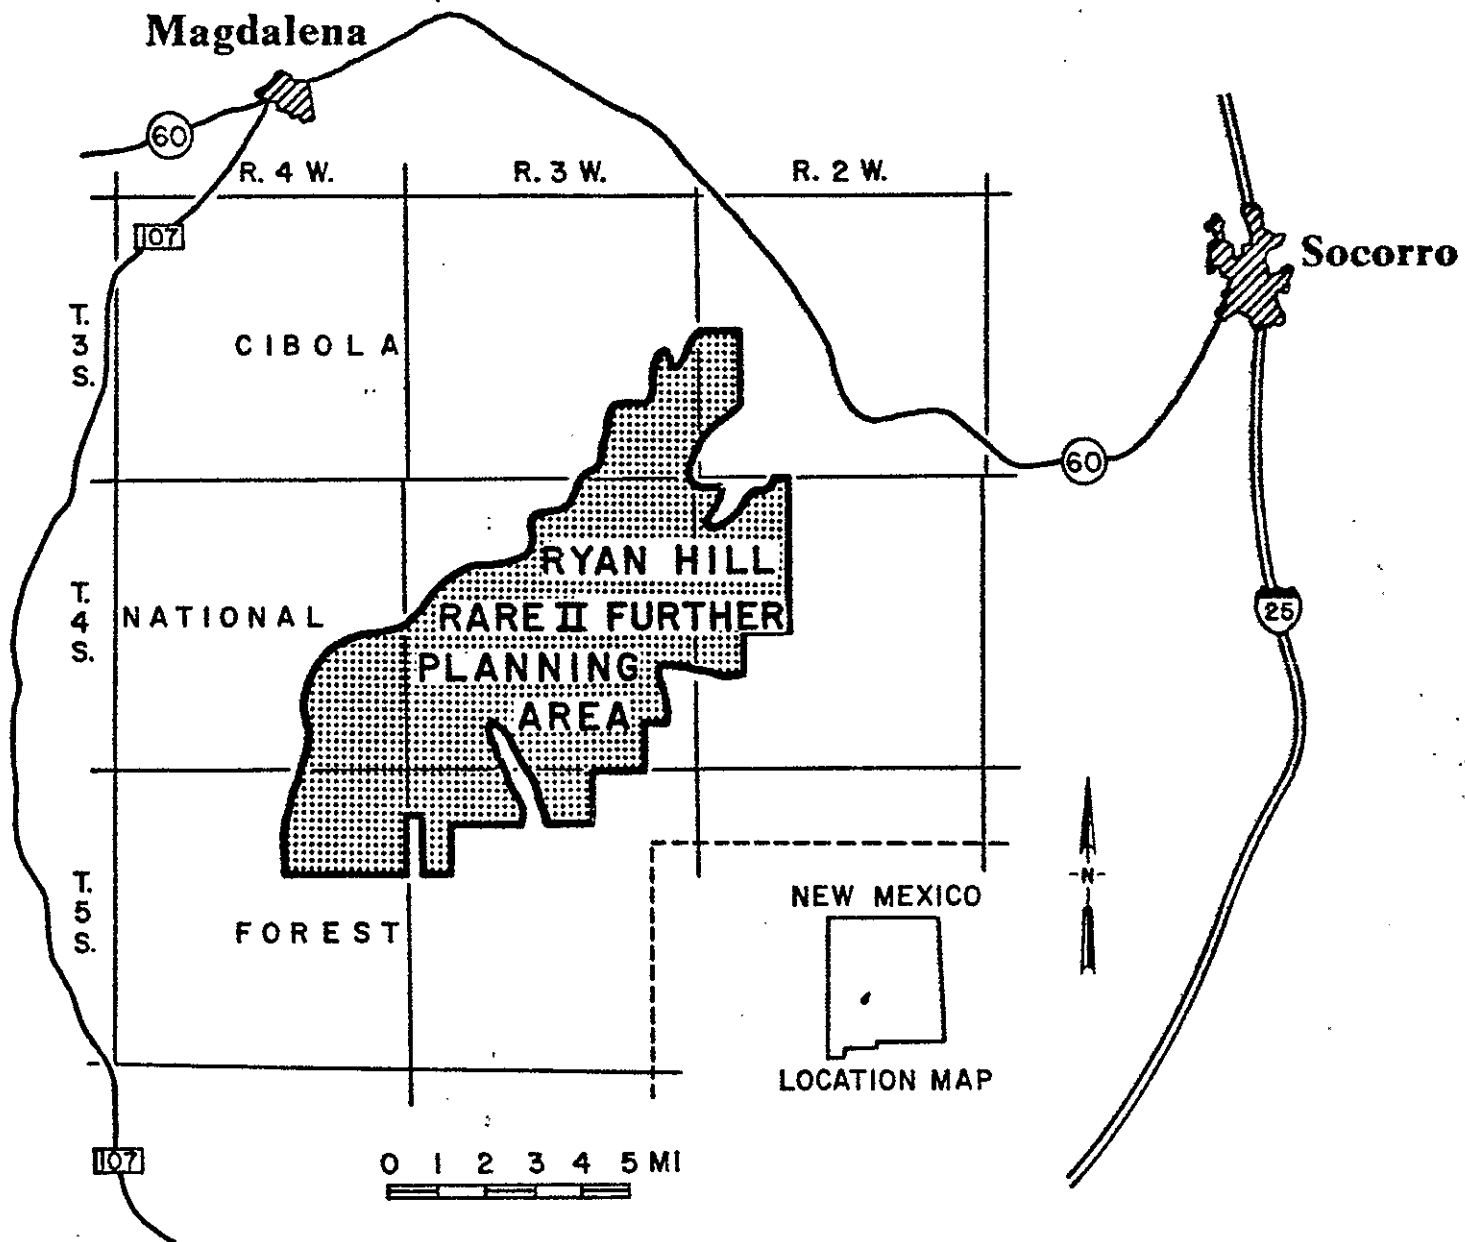 Magdalena
60
R. 4 W.
R. 3 W.
R. 2 W.
107
Socorro
T.
3
S.
CIBOLA
60
RYAN HILL
RARE II FURTHER
PLANNING
AREA
T.
4
S.
NATIONAL
25
T.
5
S.
FOREST
N
NEW MEXICO
LOCATION MAP
107
0 1 2 3 4 5 MI